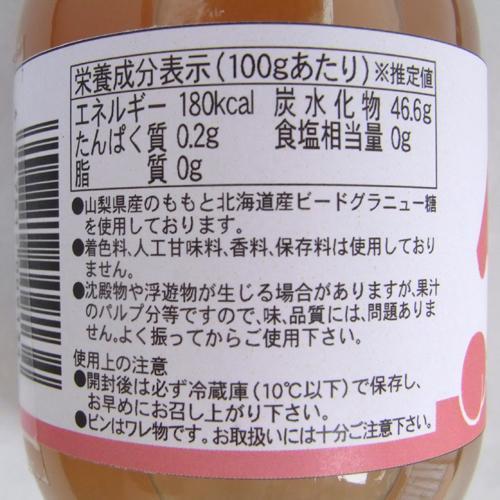 栄養成分表示(100gあたり)※推定値
エネルギー 180kcal 炭水化物 46.6g
たんぱく質 0.2g 食塩相当量 0g
脂 質 0g
●山梨県産のももと北海道産ビードグラニュー糖
を使用しております。
●着色料、人工甘味料、香料、保存料は使用しており
ません。
●沈殿物や浮遊物が生じる場合がありますが、果汁
のパルプ分等ですので、味、品質には、問題ありま
せん。よく振ってからご使用下さい。
使用上の注意
●開封後は必ず冷蔵庫(10℃以下)で保存し、
お早めにお召し上がり下さい。
●ビンはワレ物です。お取扱いには十分ご注意下さい。